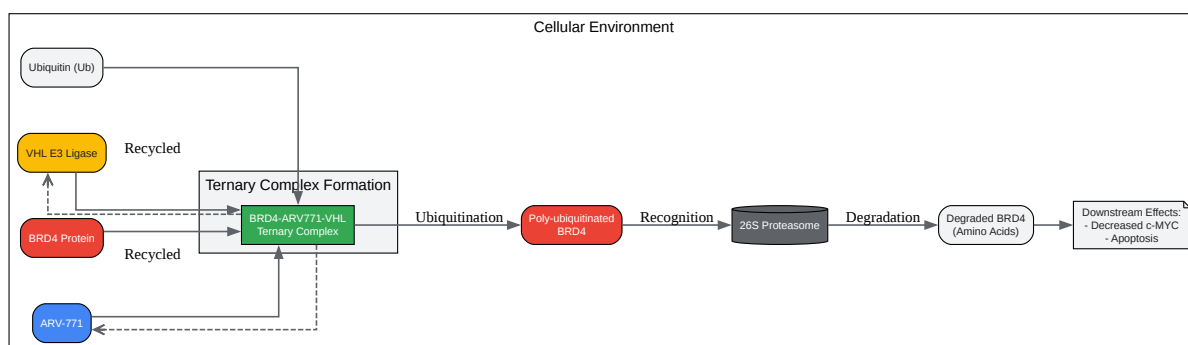 Cellular Environment
Ubiquitin (Ub)
VHL E3 Ligase
Recycled
Ternary Complex Formation
BRD4-ARV771-VHL
Ternary Complex
BRD4 Protein
Recycled
ARV-771
Ubiquitination
Poly-ubiquitinated
BRD4
Recognition
26S Proteasome
Degradation
Degraded BRD4
(Amino Acids)
Downstream Effects:
- Decreased c-MYC
- Apoptosis